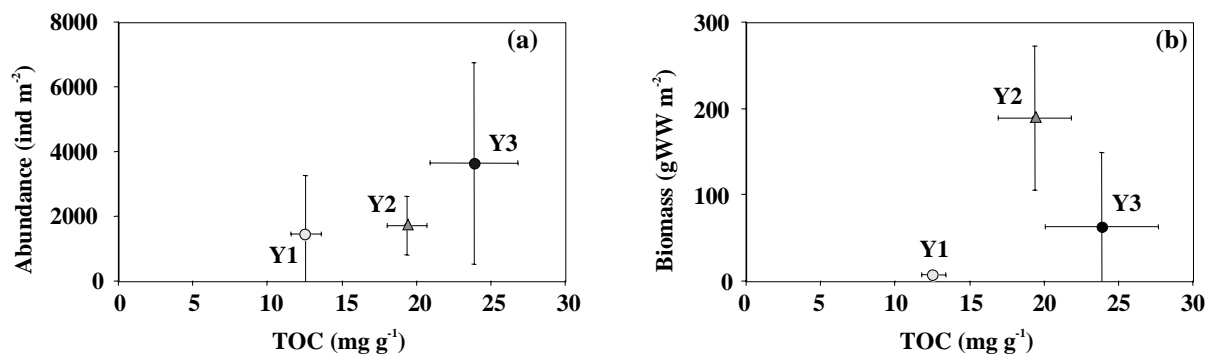 8000
6000
4000
2000
0
Abundance (ind m-2)
(a)
Y1
Y2
Y3
0 5 10 15 20 25 30
TOC (mg g-1)
300
200
100
0
Biomass (gWW m-2)
(b)
Y2
Y3
Y1
0 5 10 15 20 25 30
TOC (mg g-1)